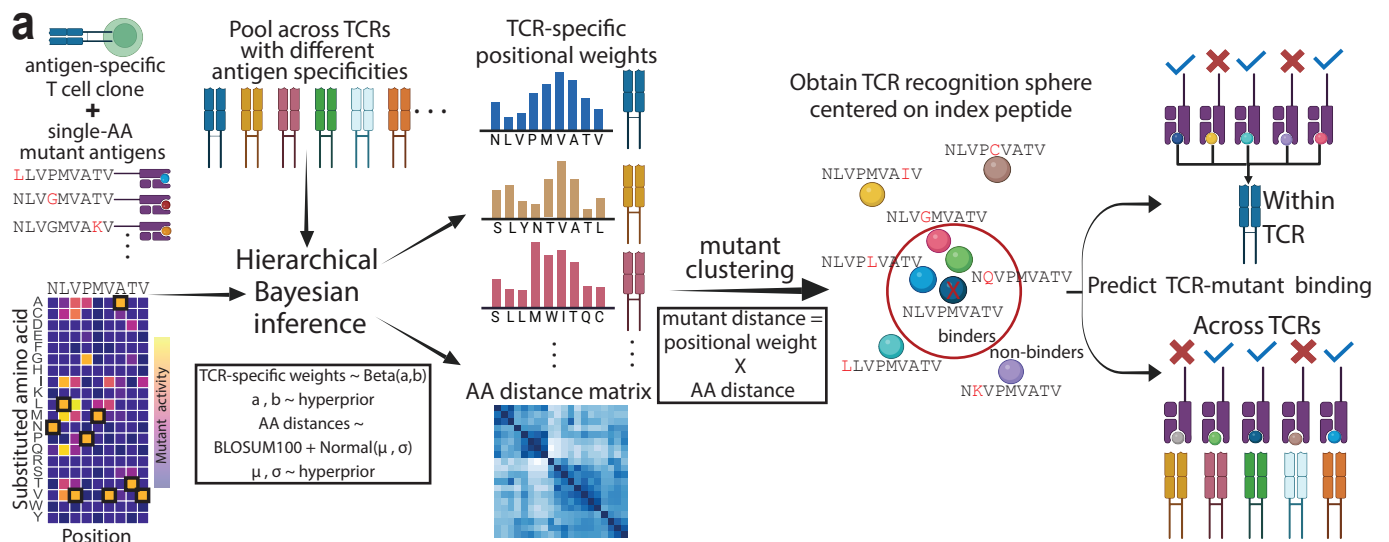 a
antigen-specific
T cell clone
+
single-AA
mutant antigens
LLVPMVATV
NLVGMVATV
NLVGMVAKV
Pool across TCRs
with different
antigen specificities
Hierarchical
Bayesian
inference
TCR-specific weights ~ Beta(a,b)
a , b ~ hyperprior
AA distances ~
BLOSUM100 + Normal(μ , σ)
μ , σ ~ hyperprior
NLVPMVATV
Substituted amino acid
A
C
D
E
F
G
H
I
K
L
M
N
P
Q
R
S
T
V
W
Y
Mutant activity
Position
TCR-specific
positional weights
NLVPMVATV
SLYNTVATL
SLLMWITQC
AA distance matrix
mutant
clustering
mutant distance =
positional weight
X
AA distance
Obtain TCR recognition sphere
centered on index peptide
NLVPCVATV
NLVPMVAIV
NLVGMVATV
NLVPLVATV
NQVPMVATV
X
NLVPMVATV
binders
non-binders
LLVPMVATV
NKVPMVATV
Within
TCR
Predict TCR-mutant binding
Across TCRs